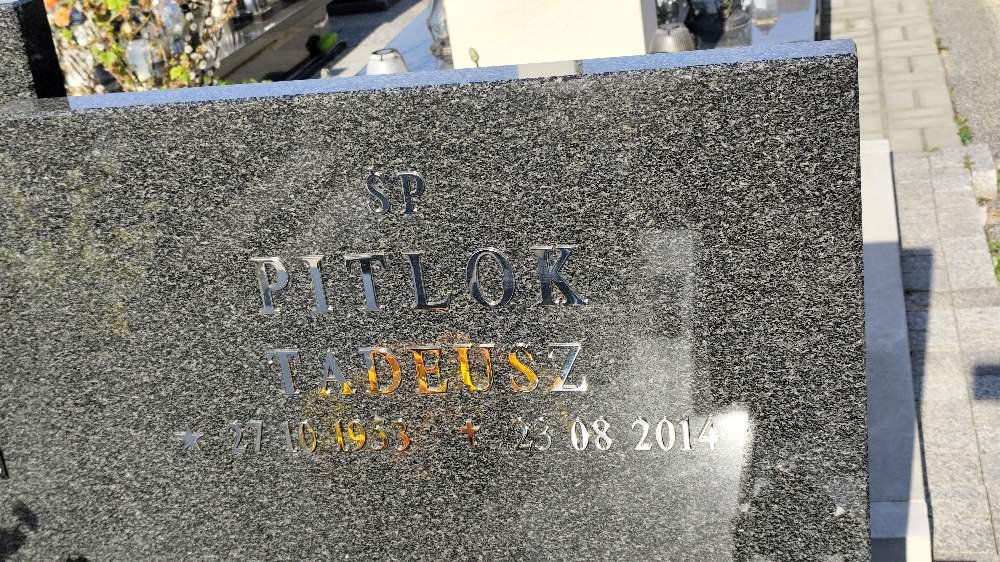 ŚP
PITLOK
TADEUSZ
★ 27 10 1953 ✝ 23 08 2014